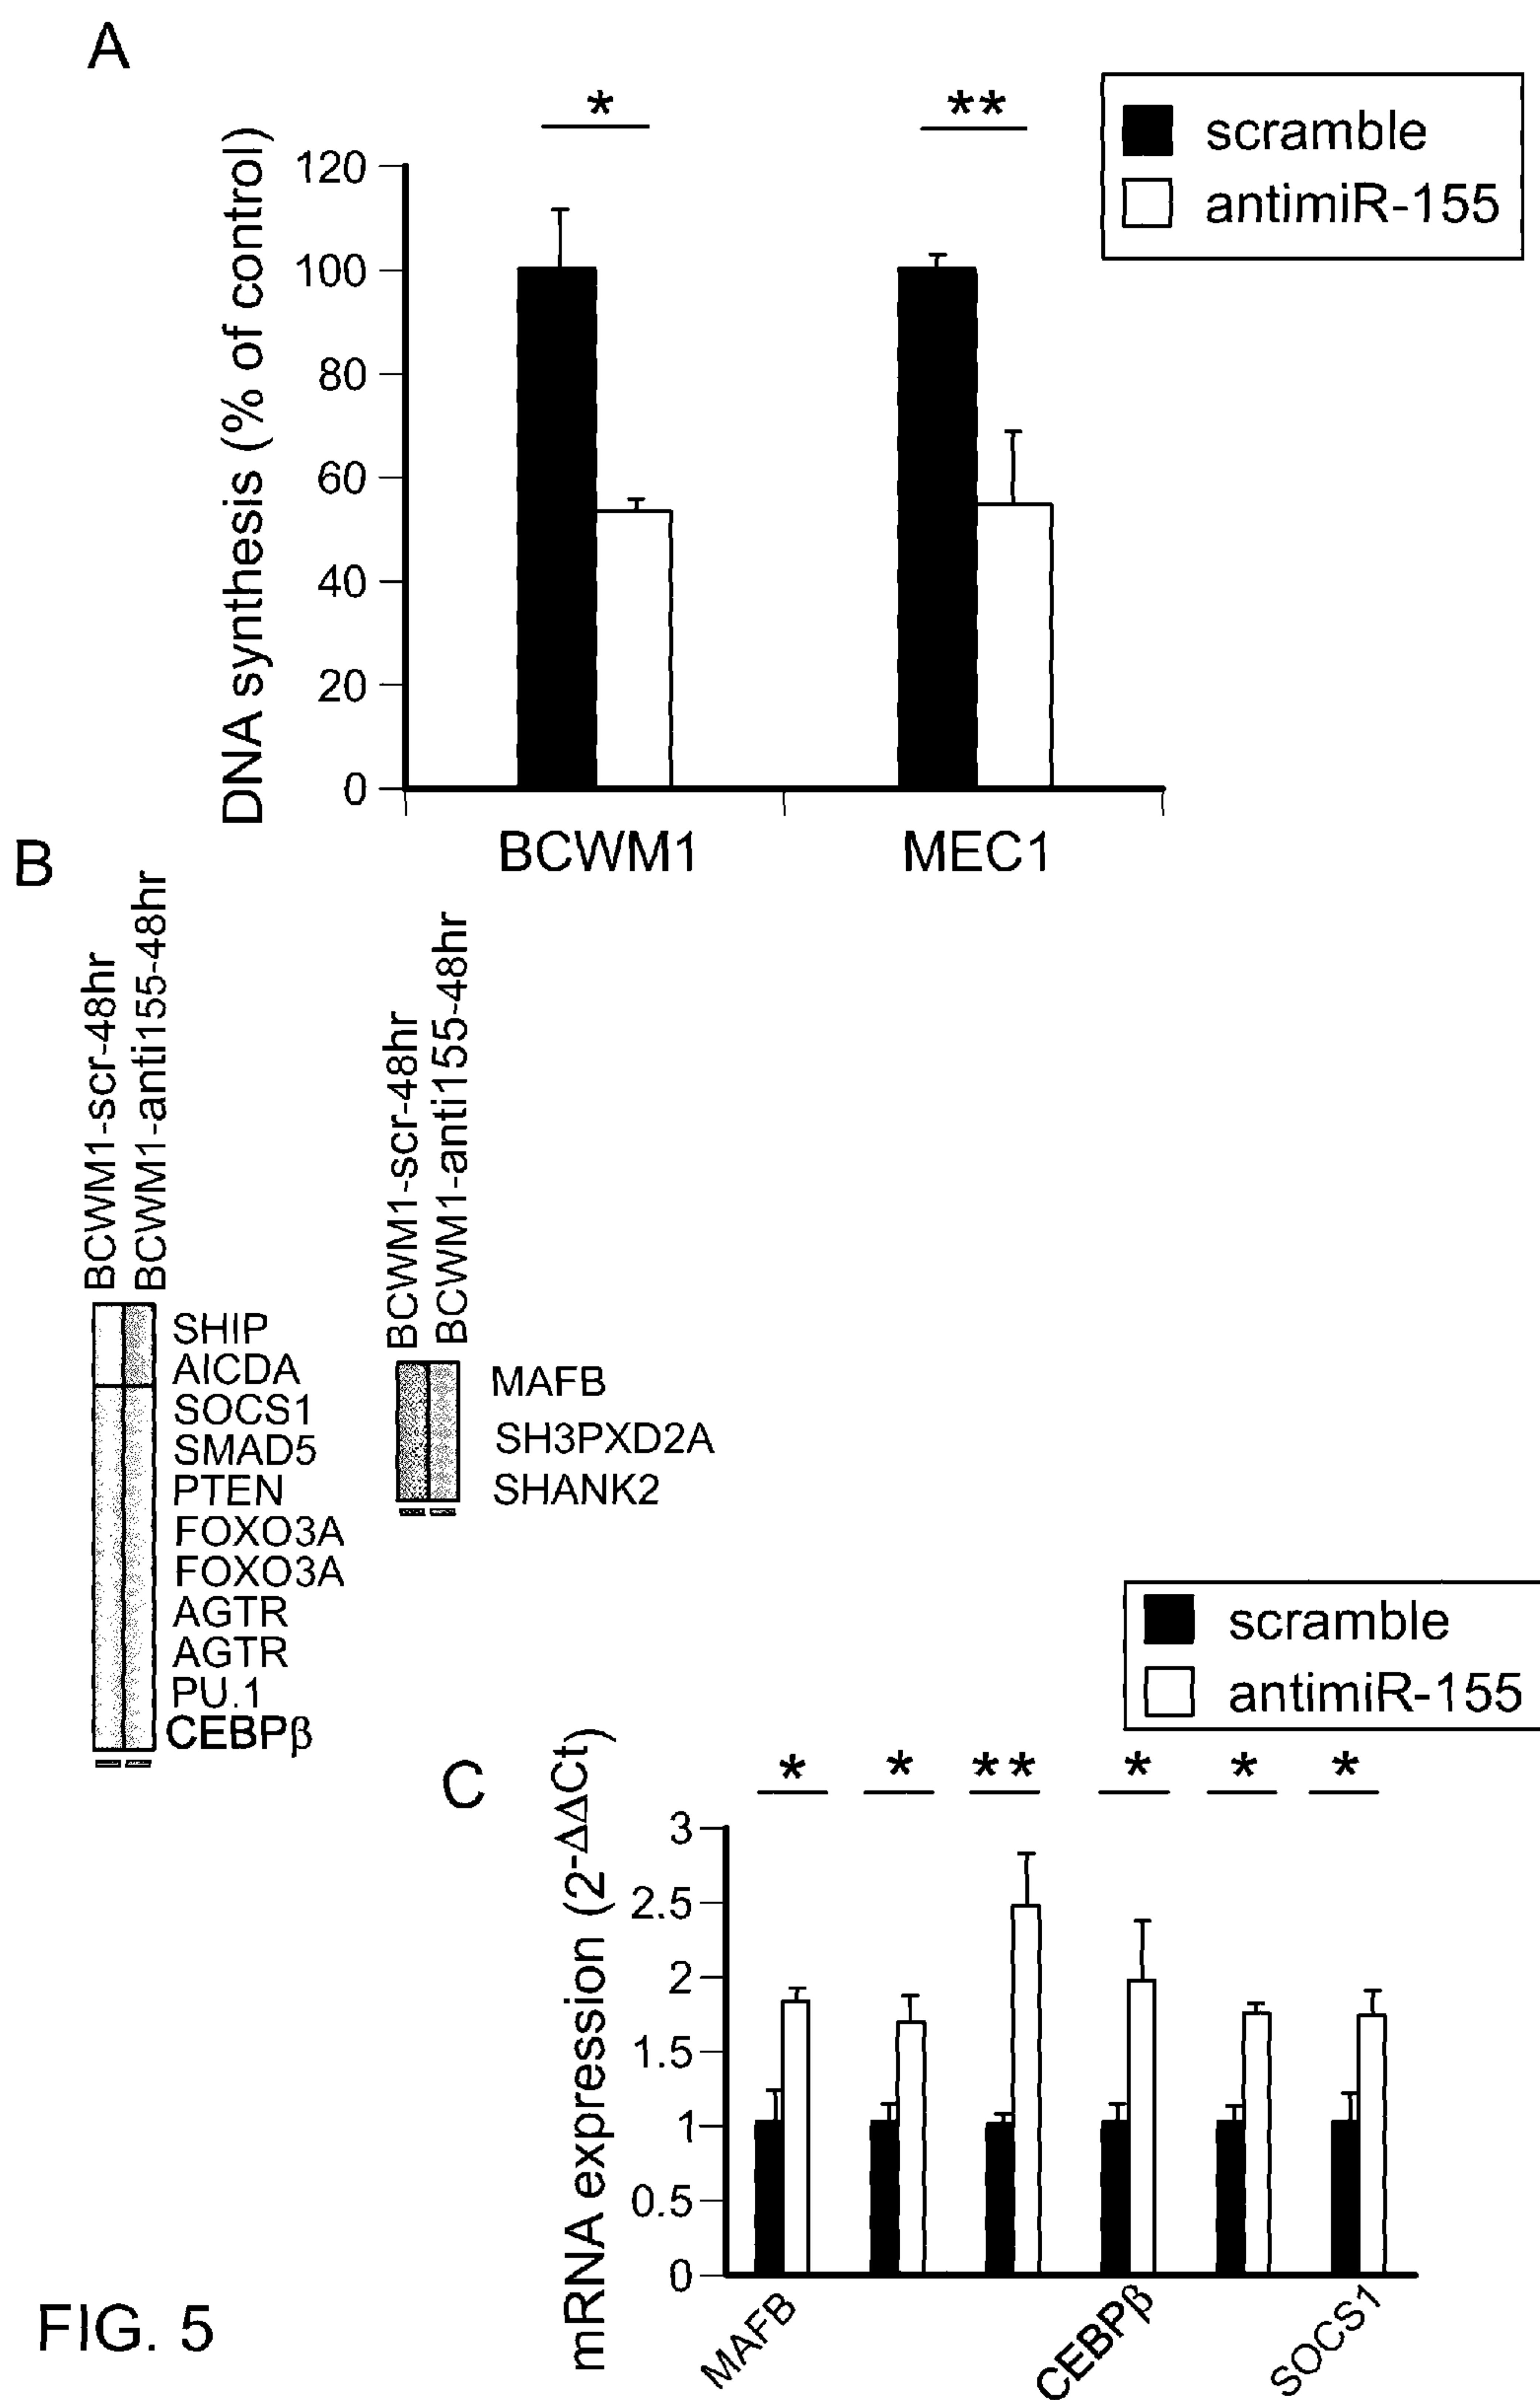 A
* **
scramble
antimiR-155
DNA synthesis (% of control)
120
100
80
60
40
20
0
BCWM1 MEC1
B
BCWM1-scr-48hr
BCWM1-anti155-48hr
SHIP
AICDA
SOCS1
SMAD5
PTEN
FOXO3A
FOXO3A
AGTR
AGTR
PU.1
CEBPβ
BCWM1-scr-48hr
BCWM1-anti155-48hr
MAFB
SH3PXD2A
SHANK2
C
scramble
antimiR-155
* * ** * * *
mRNA expression (2-ΔΔCt)
3
2.5
2
1.5
1
0.5
0
MAFB CEBPβ SOCS1
FIG. 5